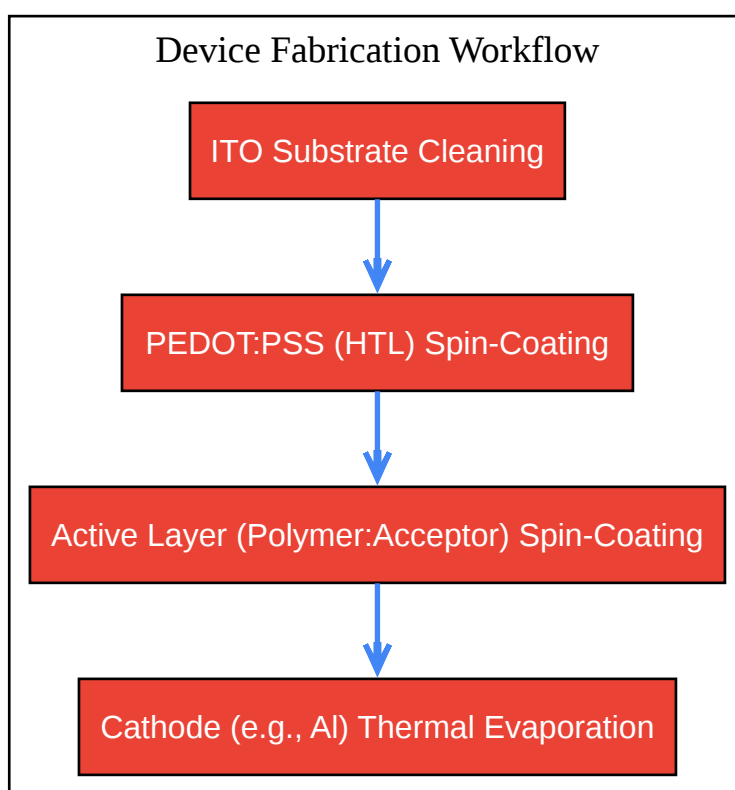 Device Fabrication Workflow
ITO Substrate Cleaning
PEDOT:PSS (HTL) Spin-Coating
Active Layer (Polymer:Acceptor) Spin-Coating
Cathode (e.g., Al) Thermal Evaporation